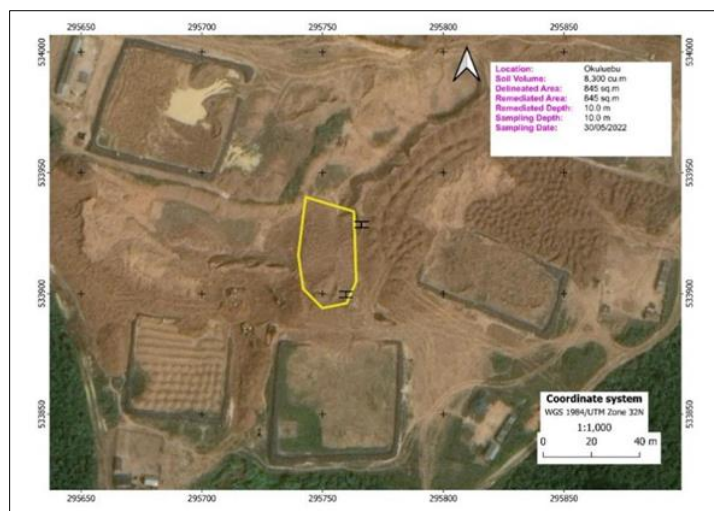 295650 295700 295750 295800 295850
534000 534000
Location: Okuluebu
Soil Volume: 8,300 cu.m
Delineated Area: 845 sq.m
Remediated Area: 845 sq.m
Remediated Depth: 10.0 m
Sampling Depth: 10.0 m
Sampling Date: 30/05/2022
533950 533950
533900 533900
533850 533850
Coordinate system
WGS 1984/UTM Zone 32N
1:1,000
0 20 40 m
295650 295700 295750 295800 295850